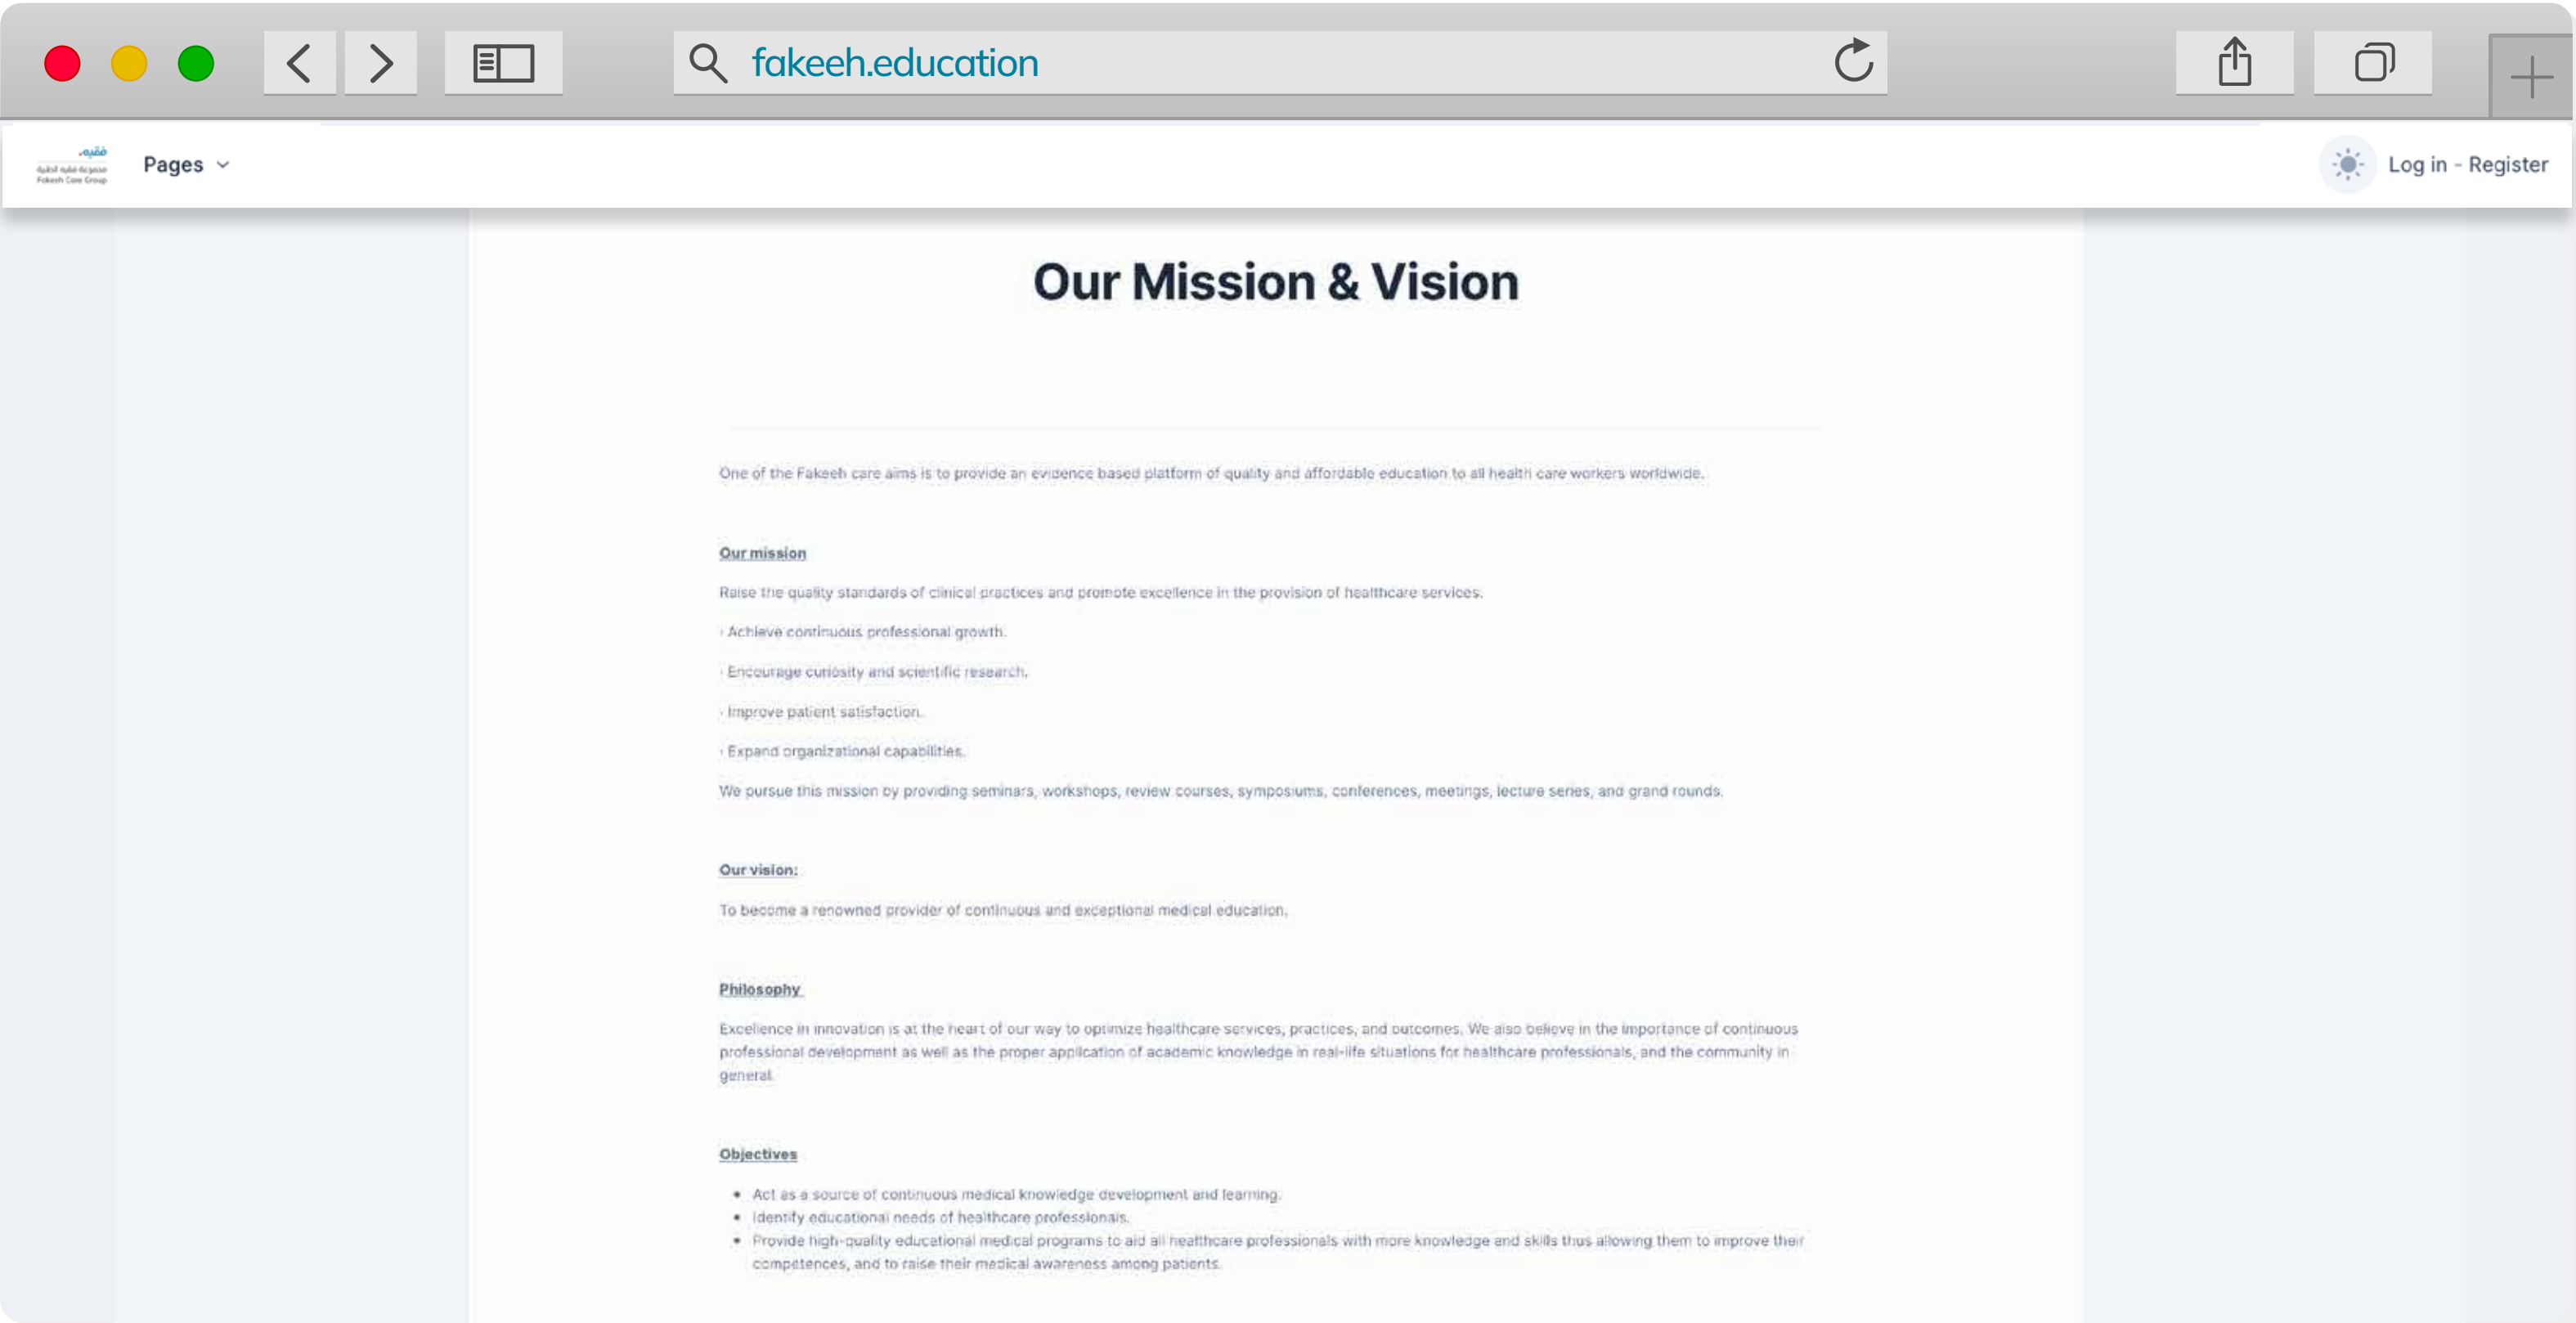 fakeeh.education
فقيه
مجموعة فقيه الطبية
Fakeeh Care Group
Pages
Log in - Register
Our Mission & Vision
One of the Fakeeh care aims is to provide an evidence based platform of quality and affordable education to all health care workers worldwide.
Our mission
Raise the quality standards of clinical practices and promote excellence in the provision of healthcare services.
· Achieve continuous professional growth.
· Encourage curiosity and scientific research.
· Improve patient satisfaction.
· Expand organizational capabilities.
We pursue this mission by providing seminars, workshops, review courses, symposiums, conferences, meetings, lecture series, and grand rounds.
Our vision:
To become a renowned provider of continuous and exceptional medical education.
Philosophy
Excellence in innovation is at the heart of our way to optimize healthcare services, practices, and outcomes. We also believe in the importance of continuous
professional development as well as the proper application of academic knowledge in real-life situations for healthcare professionals, and the community in
general.
Objectives
• Act as a source of continuous medical knowledge development and learning.
• Identify educational needs of healthcare professionals.
• Provide high-quality educational medical programs to aid all healthcare professionals with more knowledge and skills thus allowing them to improve their
competences, and to raise their medical awareness among patients.